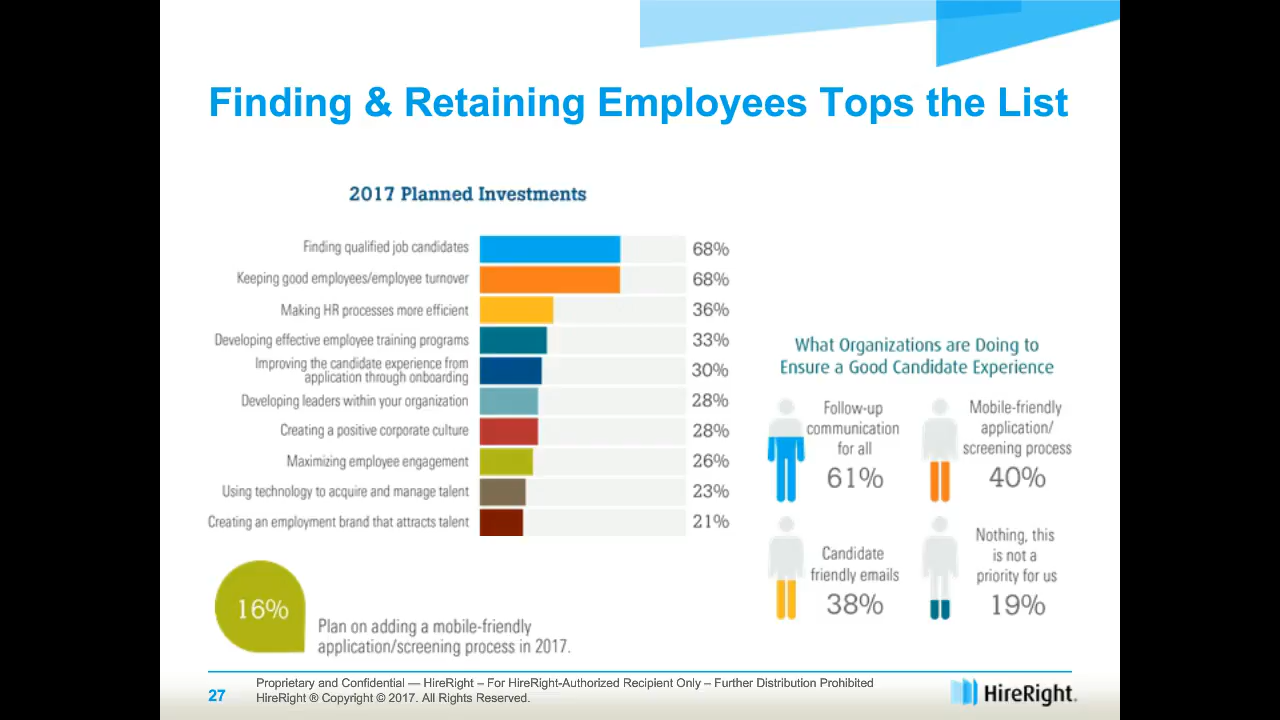 Finding & Retaining Employees Tops the List
2017 Planned Investments
Finding qualified job candidates 68%
Keeping good employees/employee turnover 68%
Making HR processes more efficient 36%
Developing effective employee training programs 33%
Improving the candidate experience from
application through onboarding 30%
Developing leaders within your organization 28%
Creating a positive corporate culture 28%
Maximizing employee engagement 26%
Using technology to acquire and manage talent 23%
Creating an employment brand that attracts talent 21%
16%
Plan on adding a mobile-friendly
application/screening process in 2017.
What Organizations are Doing to
Ensure a Good Candidate Experience
Follow-up
communication
for all
61%
Mobile-friendly
application/
screening process
40%
Candidate
friendly emails
38%
Nothing, this
is not a
priority for us
19%
27
Proprietary and Confidential — HireRight – For HireRight-Authorized Recipient Only – Further Distribution Prohibited
HireRight ® Copyright © 2017. All Rights Reserved.
HireRight.